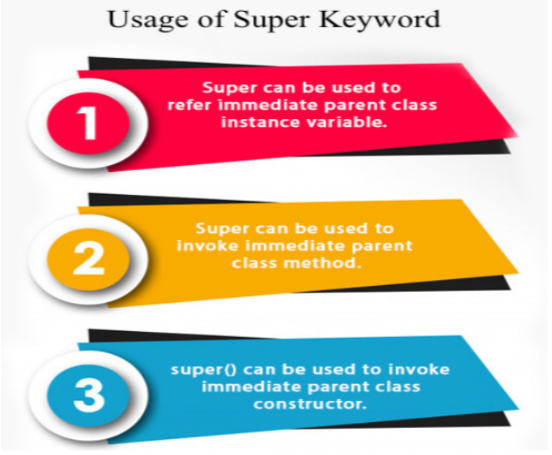 Usage of Super Keyword
1
Super can be used to
refer immediate parent class
instance variable.
2
Super can be used to
invoke immediate parent
class method.
3
super() can be used to invoke
immediate parent class
constructor.